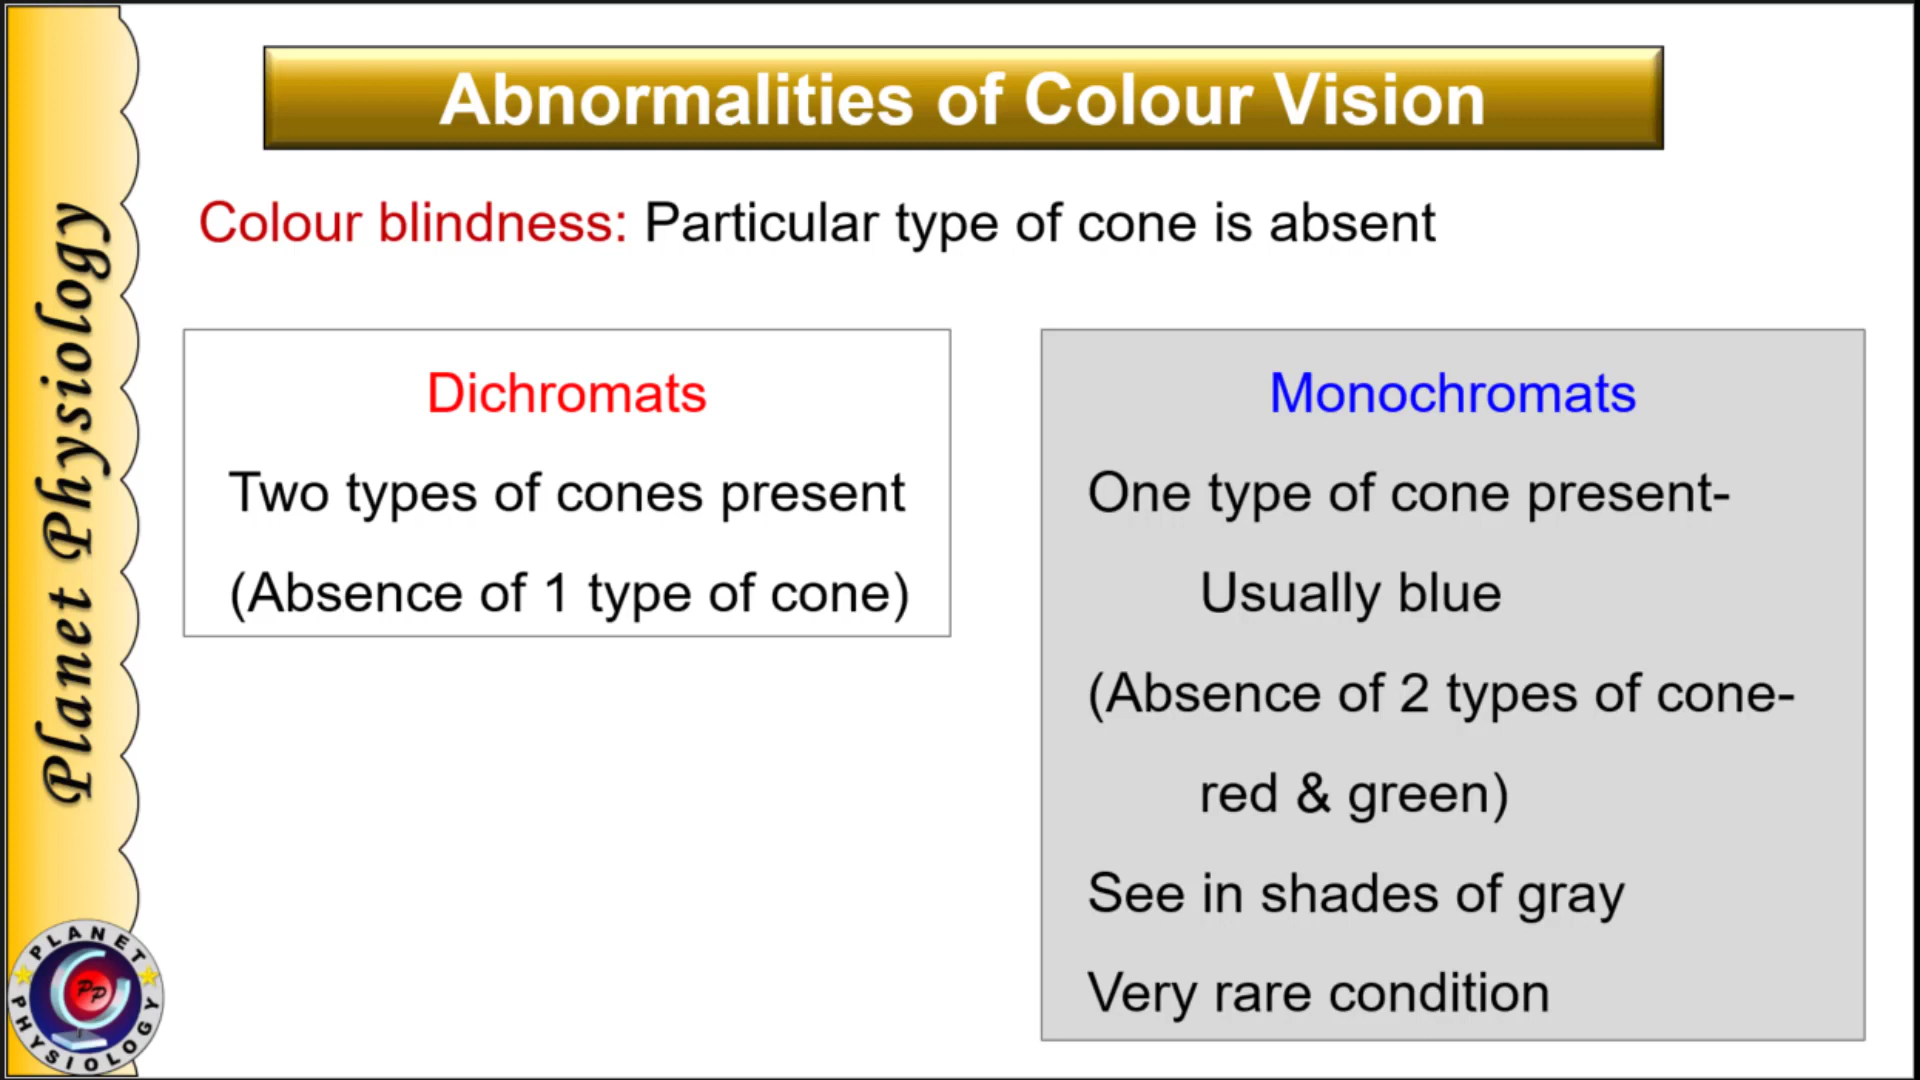 Abnormalities of Colour Vision
Colour blindness: Particular type of cone is absent
Dichromats
Two types of cones present
(Absence of 1 type of cone)
Monochromats
One type of cone present-
Usually blue
(Absence of 2 types of cone-
red & green)
See in shades of gray
Very rare condition
Planet Physiology
PLANET
PP
PHYSIOLOGY